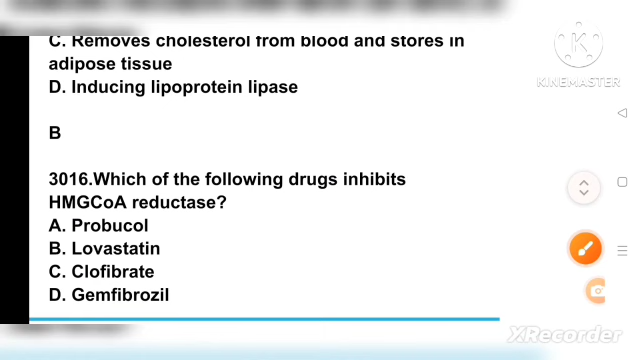 C. Removes cholesterol from blood and stores in
adipose tissue
D. Inducing lipoprotein lipase
B
3016.Which of the following drugs inhibits
HMGCoA reductase?
A. Probucol
B. Lovastatin
C. Clofibrate
D. Gemfibrozil
K
KINEMASTER
XRecorder